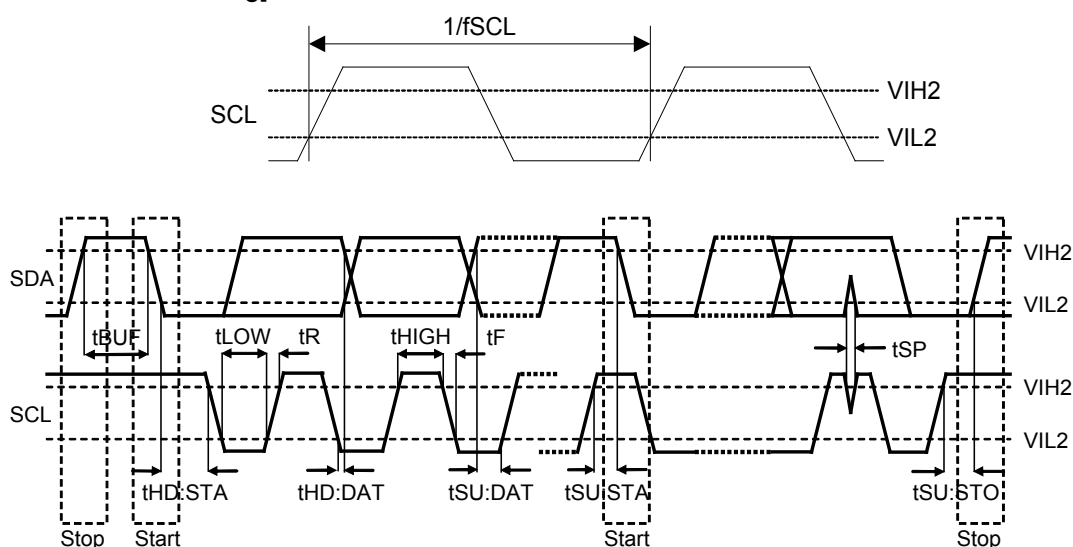 1/fSCL
VIH2
SCL
VIL2
VIH2
SDA
VIL2
tBUF tLOW tR tHIGH tF
tSP
VIH2
SCL
VIL2
tHD:STA tHD:DAT tSU:DAT tSU:STA tSU:STO
Stop Start Start Stop